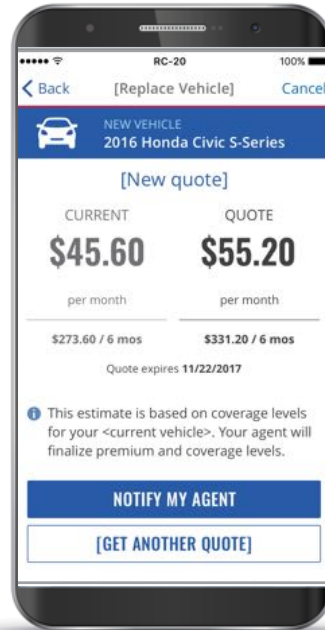 RC-20
100%
Back
[Replace Vehicle]
Cancel
NEW VEHICLE
2016 Honda Civic S-Series
[New quote]
CURRENT
QUOTE
$45.60
$55.20
per month
per month
$273.60 / 6 mos
$331.20 / 6 mos
Quote expires 11/22/2017
This estimate is based on coverage levels
for your <current vehicle>. Your agent will
finalize premium and coverage levels.
NOTIFY MY AGENT
[GET ANOTHER QUOTE]